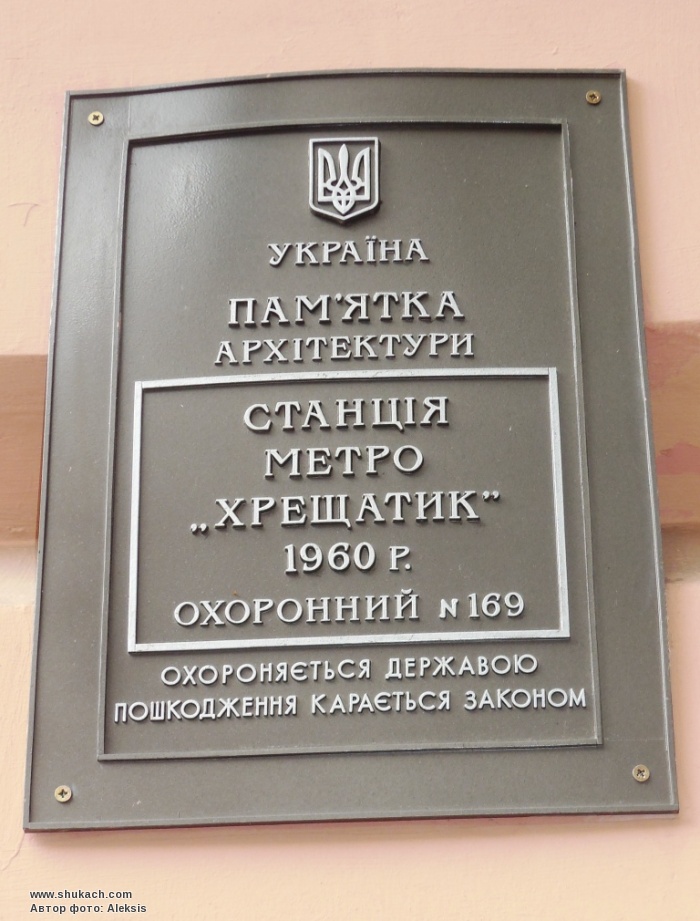 УКРАЇНА
ПАМ'ЯТКА
АРХІТЕКТУРИ
СТАНЦІЯ
МЕТРО
„ХРЕЩАТИК”
1960 Р.
ОХОРОННИЙ N 169
ОХОРОНЯЄТЬСЯ ДЕРЖАВОЮ
ПОШКОДЖЕННЯ КАРАЄТЬСЯ ЗАКОНОМ
www.shukach.com
Автор фото: Aleksis